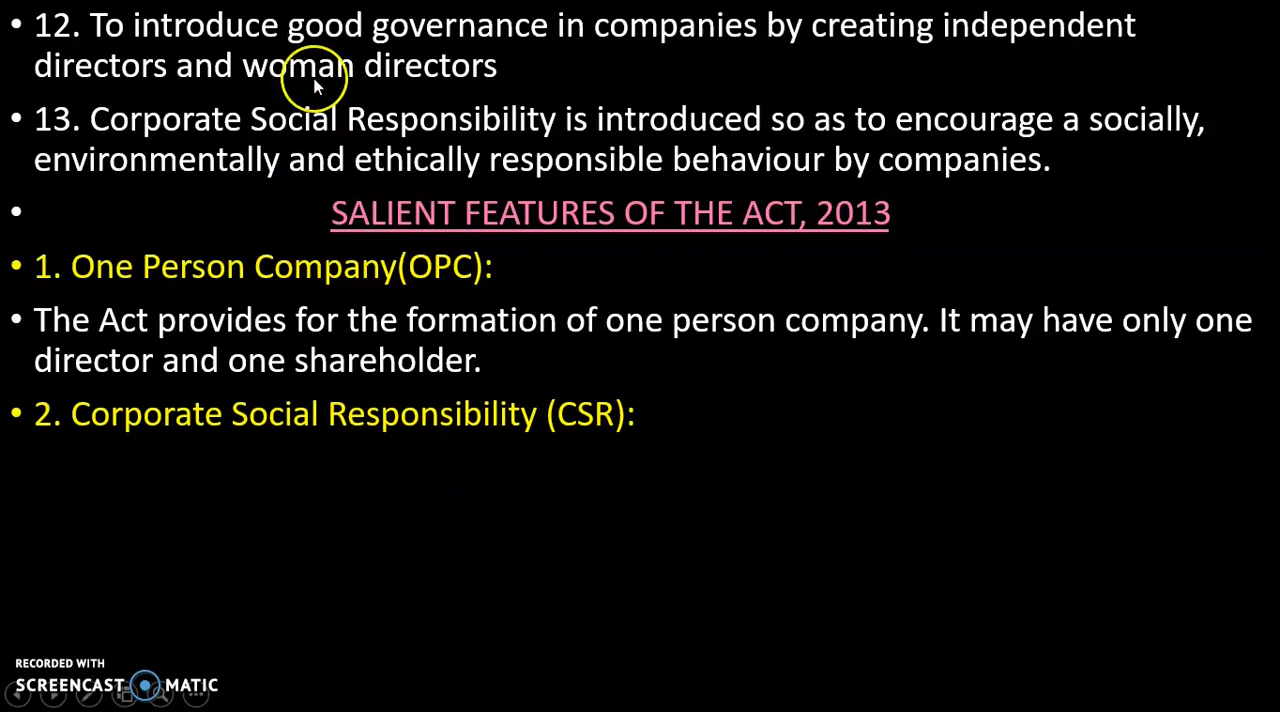 • 12. To introduce good governance in companies by creating independent
directors and woman directors
• 13. Corporate Social Responsibility is introduced so as to encourage a socially,
environmentally and ethically responsible behaviour by companies.
• SALIENT FEATURES OF THE ACT, 2013
• 1. One Person Company(OPC):
• The Act provides for the formation of one person company. It may have only one
director and one shareholder.
• 2. Corporate Social Responsibility (CSR):
RECORDED WITH
SCREENCAST MATIC